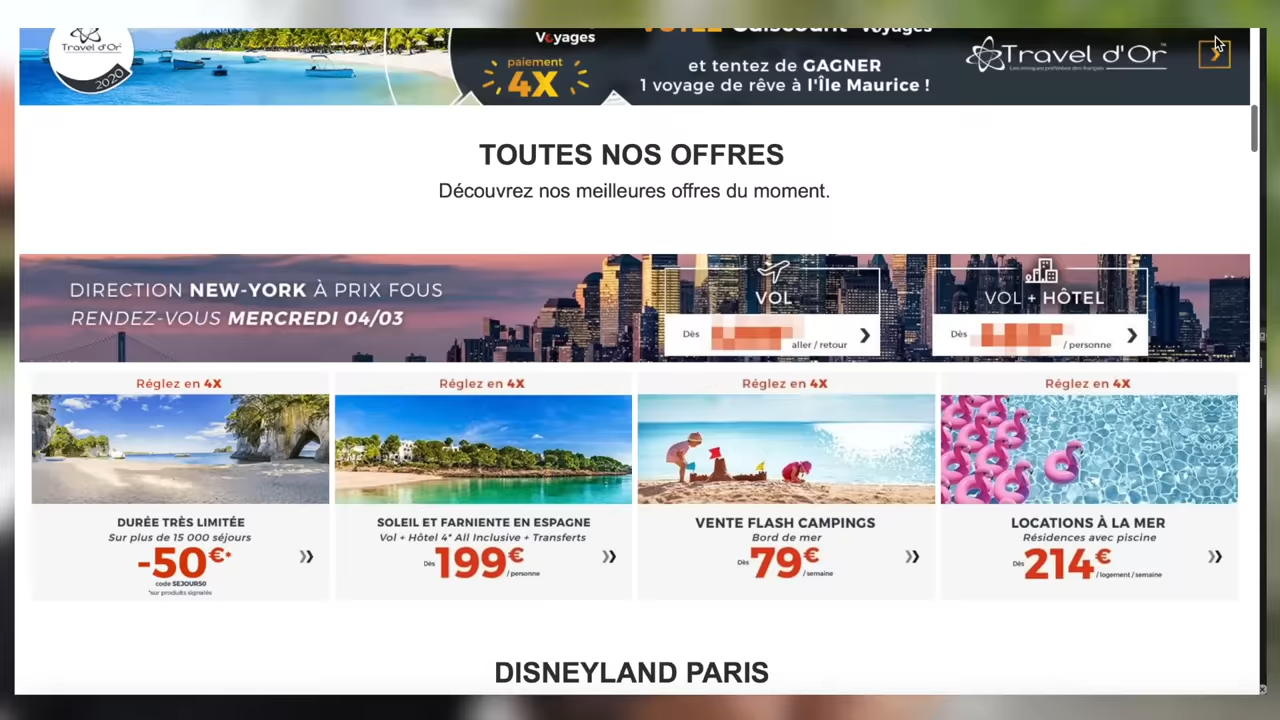 Travel d'Or
2020
Voyages
paiement
4X
VOTEZ Cdiscount Voyages
et tentez de GAGNER
1 voyage de rêve à l'Île Maurice !
Travel d'Or
TOUTES NOS OFFRES
Découvrez nos meilleures offres du moment.
DIRECTION NEW-YORK À PRIX FOUS
RENDEZ-VOUS MERCREDI 04/03
VOL
Dès
aller / retour
VOL + HÔTEL
Dès
/ personne
Réglez en 4X
DURÉE TRÈS LIMITÉE
Sur plus de 15 000 séjours
-50€*
code SEJOUR50
*sur produits signalés
Réglez en 4X
SOLEIL ET FARNIENTE EN ESPAGNE
Vol + Hôtel 4* All Inclusive + Transferts
Dès 199€ / personne
Réglez en 4X
VENTE FLASH CAMPINGS
Bord de mer
Dès 79€ / semaine
Réglez en 4X
LOCATIONS À LA MER
Résidences avec piscine
Dès 214€ / logement / semaine
DISNEYLAND PARIS